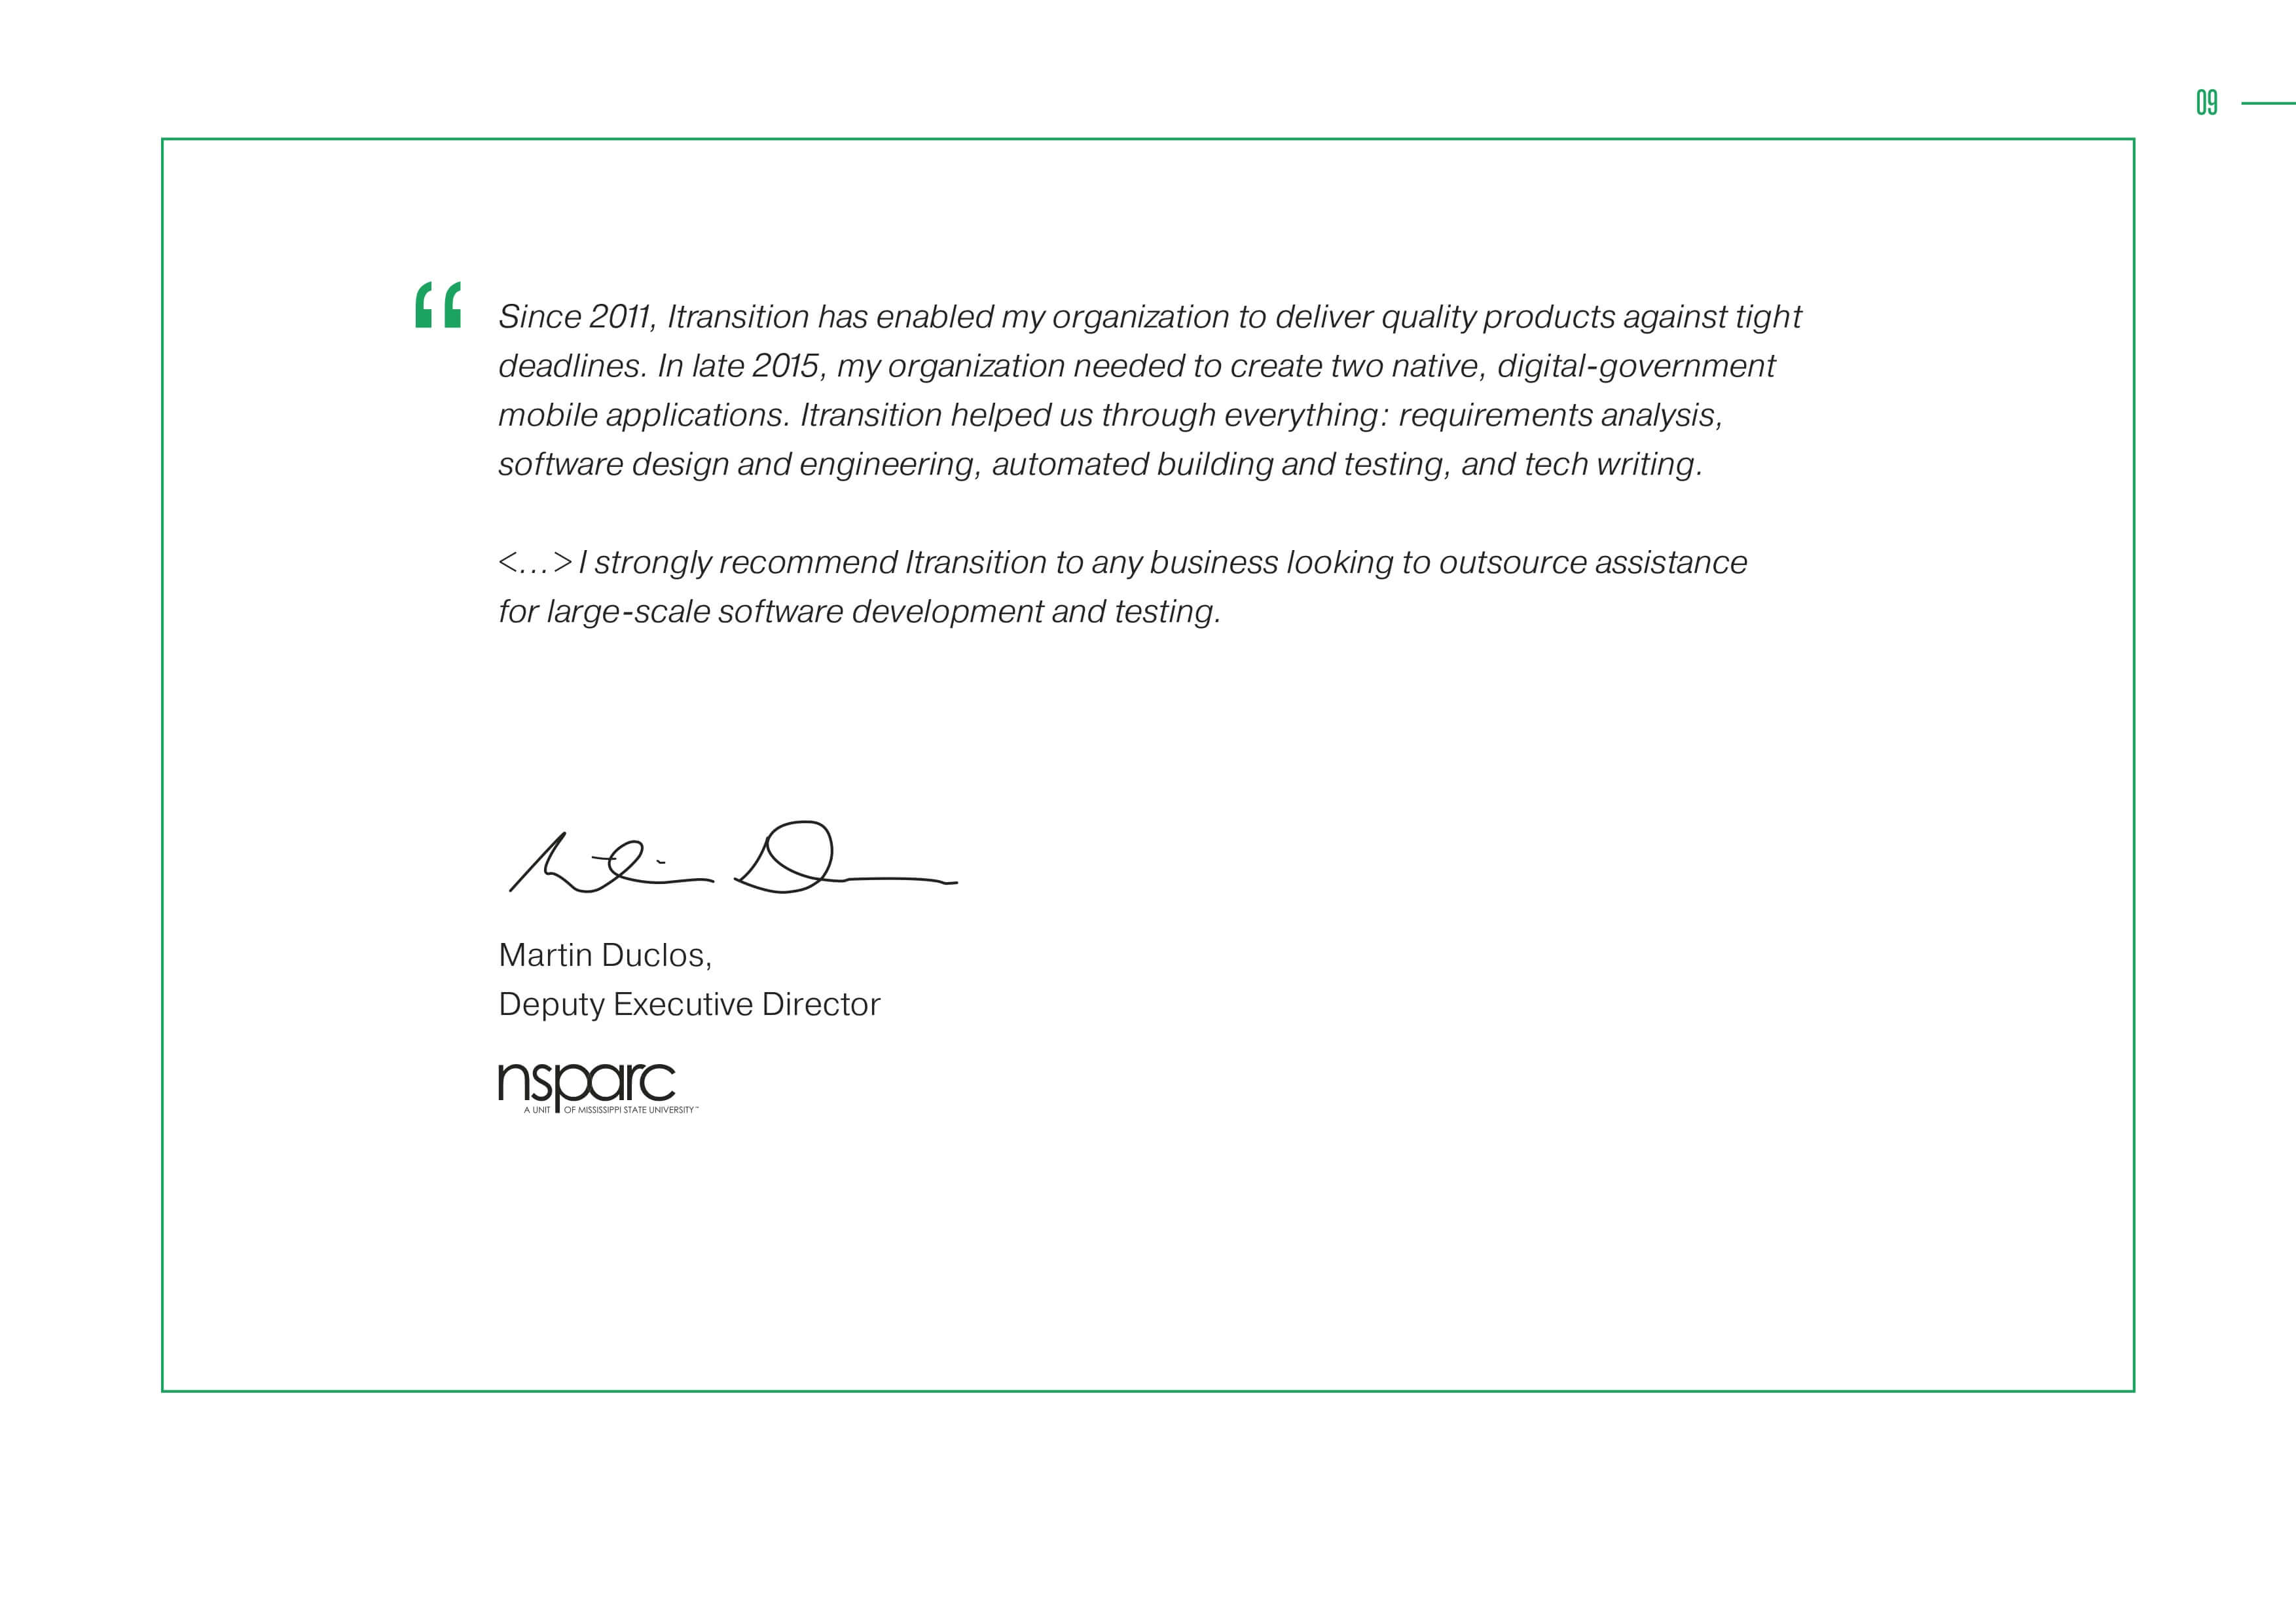 09
“ Since 2011, Itransition has enabled my organization to deliver quality products against tight
deadlines. In late 2015, my organization needed to create two native, digital-government
mobile applications. Itransition helped us through everything: requirements analysis,
software design and engineering, automated building and testing, and tech writing.
<...> I strongly recommend Itransition to any business looking to outsource assistance
for large-scale software development and testing.
Martin Duclos,
Deputy Executive Director
nsparc
A UNIT OF MISSISSIPPI STATE UNIVERSITY™